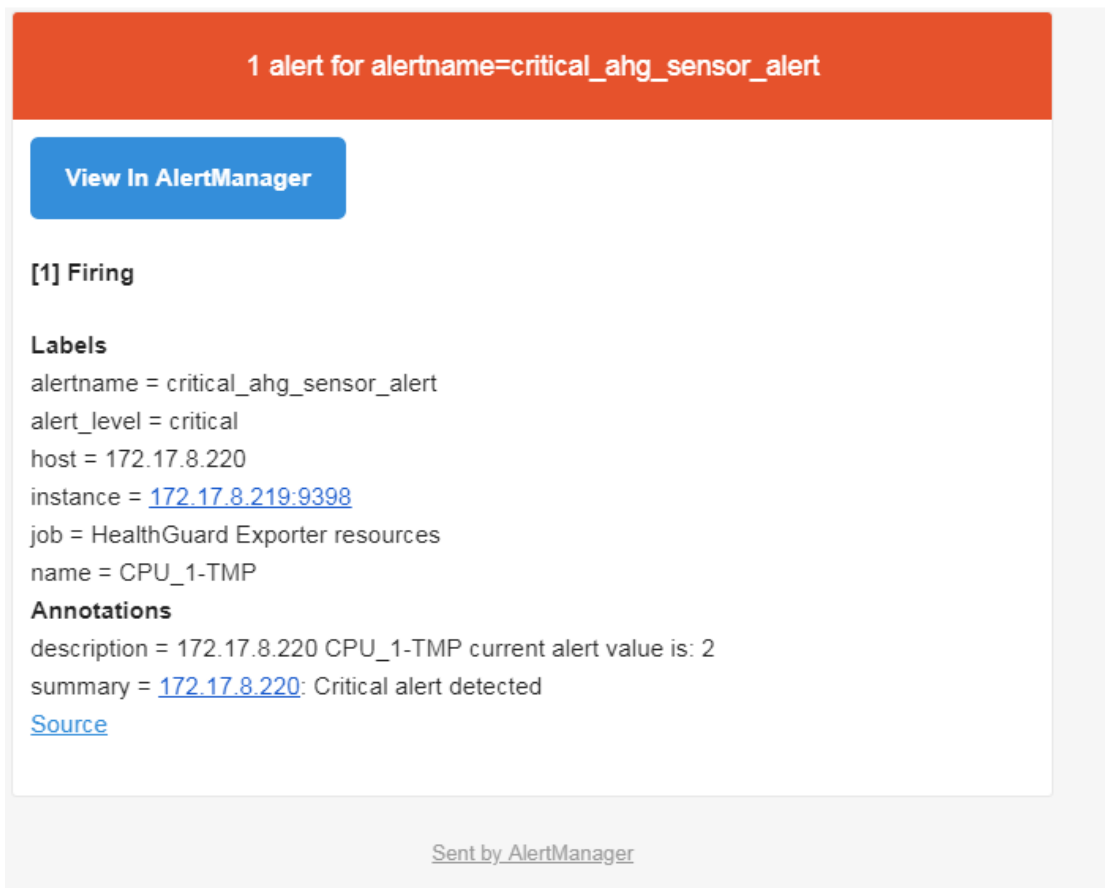 1 alert for alertname=critical_ahg_sensor_alert
View In AlertManager
[1] Firing
Labels
alertname = critical_ahg_sensor_alert
alert_level = critical
host = 172.17.8.220
instance = 172.17.8.219:9398
job = HealthGuard Exporter resources
name = CPU_1-TMP
Annotations
description = 172.17.8.220 CPU_1-TMP current alert value is: 2
summary = 172.17.8.220: Critical alert detected
Source
Sent by AlertManager